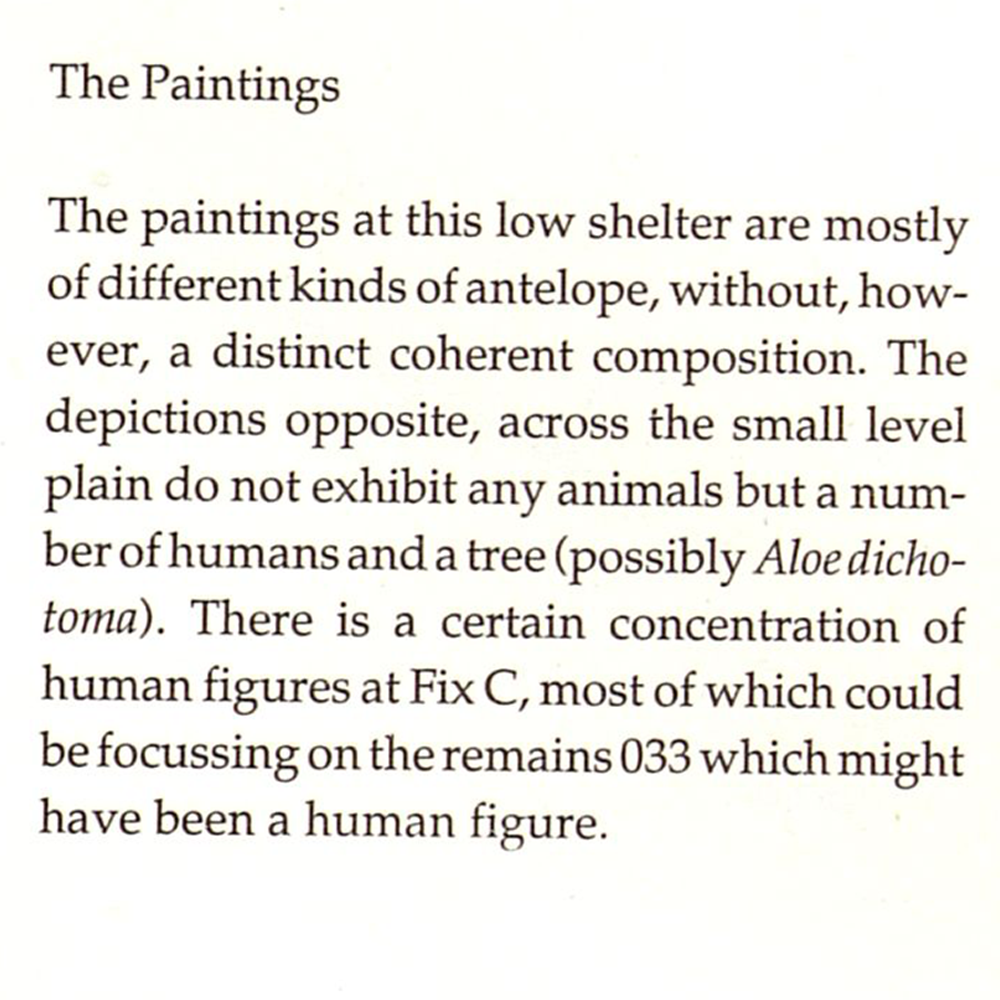 The Paintings
The paintings at this low shelter are mostly
of different kinds of antelope, without, how-
ever, a distinct coherent composition. The
depictions opposite, across the small level
plain do not exhibit any animals but a num-
ber of humans and a tree (possibly Aloe dicho-
toma). There is a certain concentration of
human figures at Fix C, most of which could
be focussing on the remains 033 which might
have been a human figure.